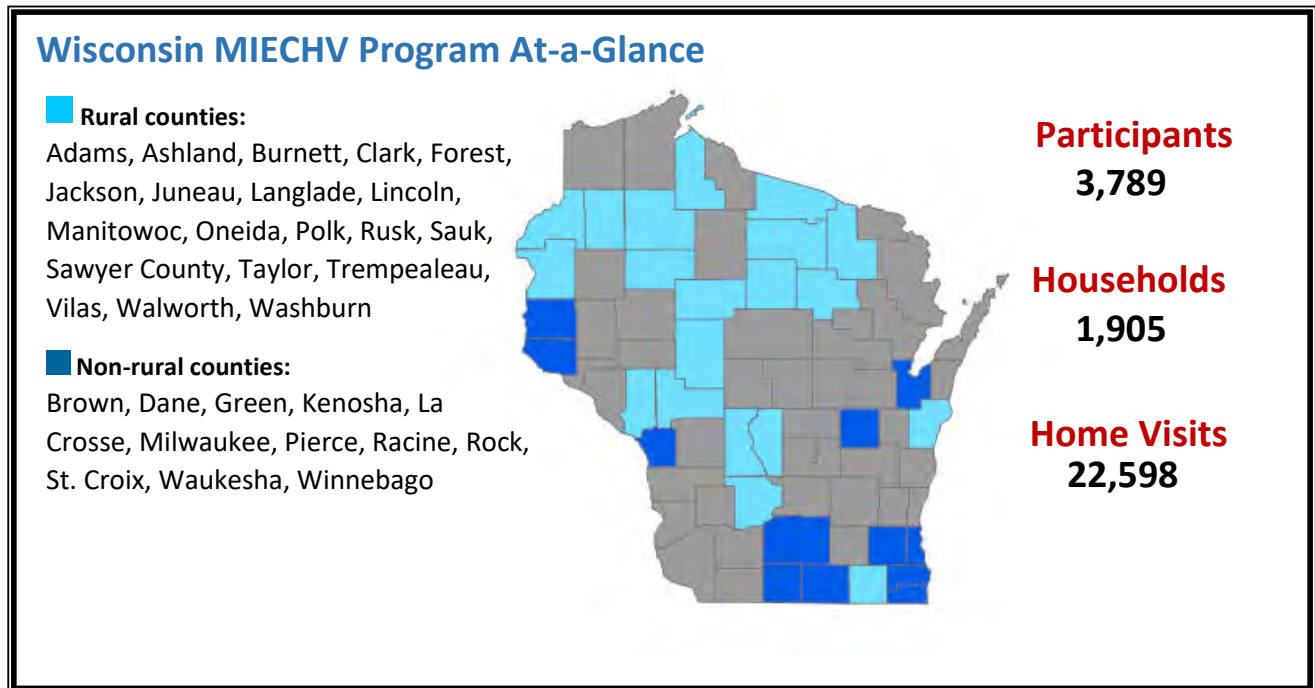 Wisconsin MIECHV Program At-a-Glance
Rural counties:
Adams, Ashland, Burnett, Clark, Forest,
Jackson, Juneau, Langlade, Lincoln,
Manitowoc, Oneida, Polk, Rusk, Sauk,
Sawyer County, Taylor, Trempealeau,
Vilas, Walworth, Washburn
Non-rural counties:
Brown, Dane, Green, Kenosha, La
Crosse, Milwaukee, Pierce, Racine, Rock,
St. Croix, Waukesha, Winnebago
Participants
3,789
Households
1,905
Home Visits
22,598